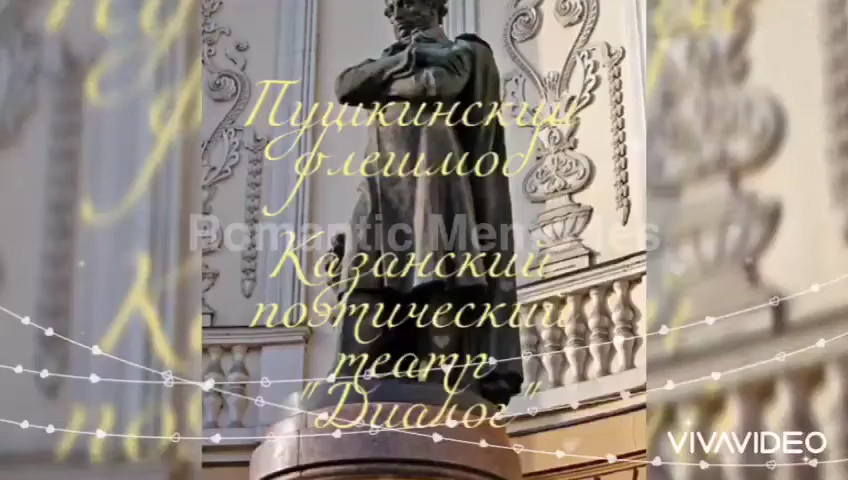 Пушкинский
флешмоб
Romantic Memories
Казанский
поэтический
театр
"Диалог"
VIVAVIDEO